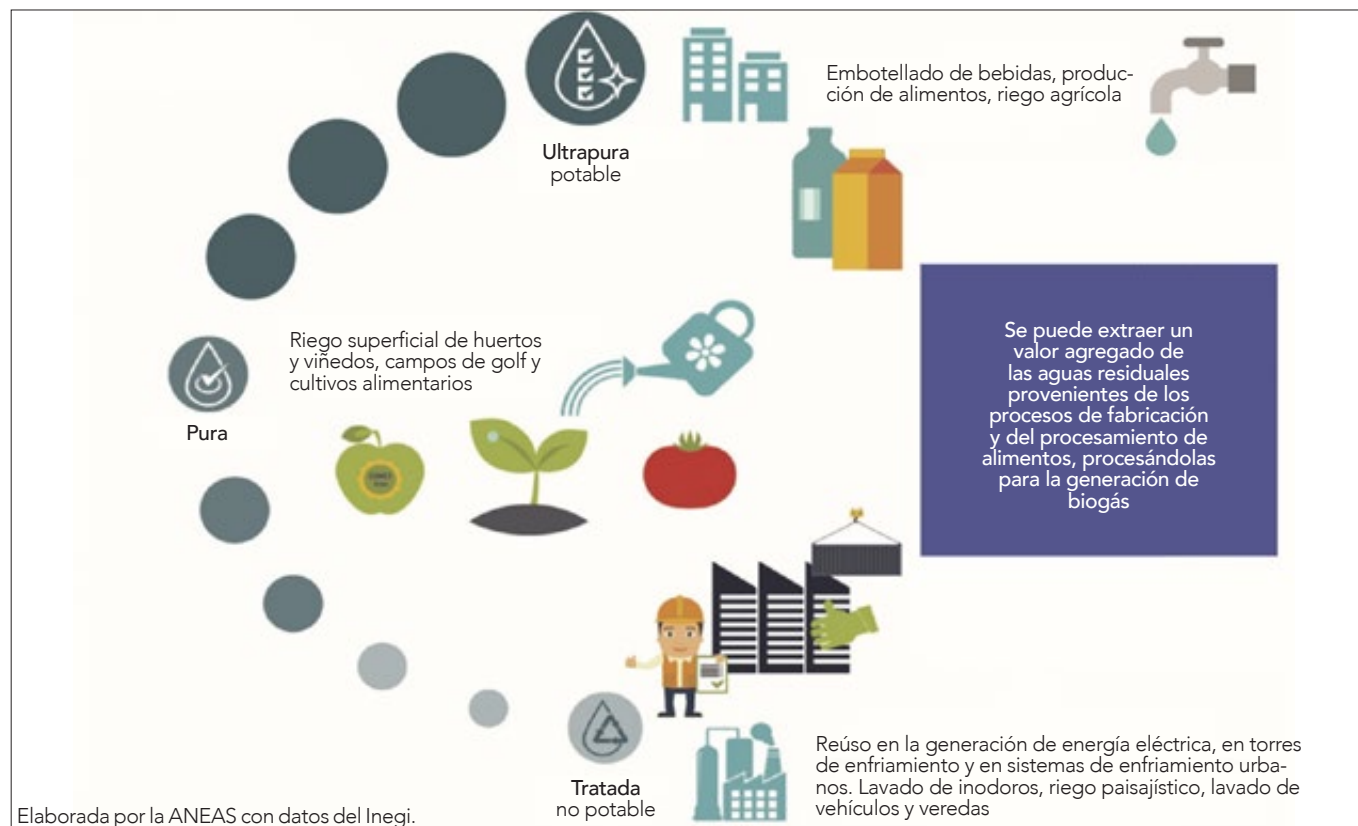 Embotellado de bebidas, produc-
ción de alimentos, riego agrícola
Ultrapura
potable
Riego superficial de huertos
y viñedos, campos de golf y
cultivos alimentarios
Pura
Se puede extraer un
valor agregado de
las aguas residuales
provenientes de los
procesos de fabricación
y del procesamiento de
alimentos, procesándolas
para la generación de
biogás
Tratada
no potable
Reúso en la generación de energía eléctrica, en torres
de enfriamiento y en sistemas de enfriamiento urba-
nos. Lavado de inodoros, riego paisajístico, lavado de
vehículos y veredas
Elaborada por la ANEAS con datos del Inegi.